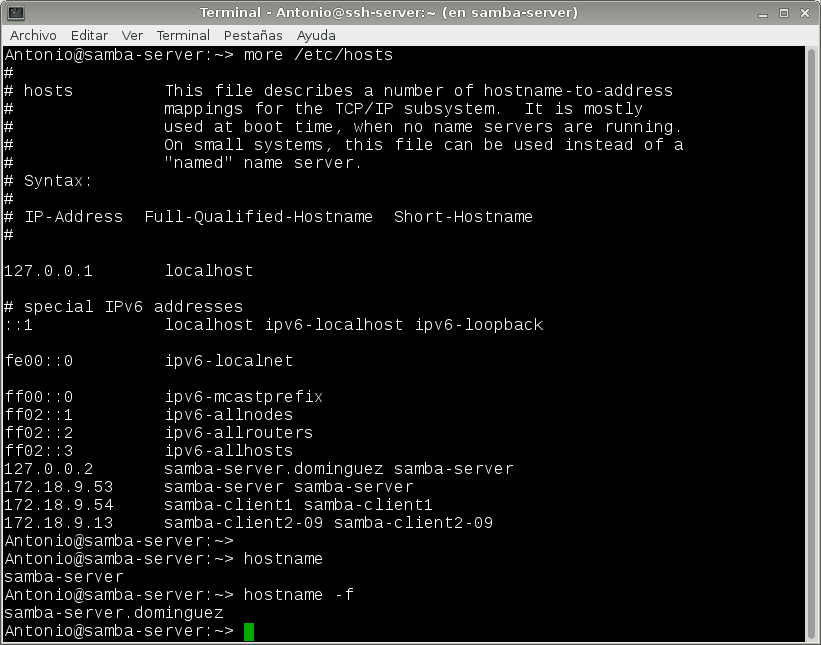 Terminal - Antonio@ssh-server:~ (en samba-server)
Archivo Editar Ver Terminal Pestañas Ayuda
Antonio@samba-server:~> more /etc/hosts
#
# hosts         This file describes a number of hostname-to-address
#               mappings for the TCP/IP subsystem.  It is mostly
#               used at boot time, when no name servers are running.
#               On small systems, this file can be used instead of a
#               "named" name server.
# Syntax:
#
# IP-Address  Full-Qualified-Hostname  Short-Hostname
#
127.0.0.1       localhost
# special IPv6 addresses
::1             localhost ipv6-localhost ipv6-loopback
fe00::0         ipv6-localnet
ff00::0         ipv6-mcastprefix
ff02::1         ipv6-allnodes
ff02::2         ipv6-allrouters
ff02::3         ipv6-allhosts
127.0.0.2       samba-server.dominguez samba-server
172.18.9.53     samba-server samba-server
172.18.9.54     samba-client1 samba-client1
172.18.9.13     samba-client2-09 samba-client2-09
Antonio@samba-server:~>
Antonio@samba-server:~> hostname
samba-server
Antonio@samba-server:~> hostname -f
samba-server.dominguez
Antonio@samba-server:~>